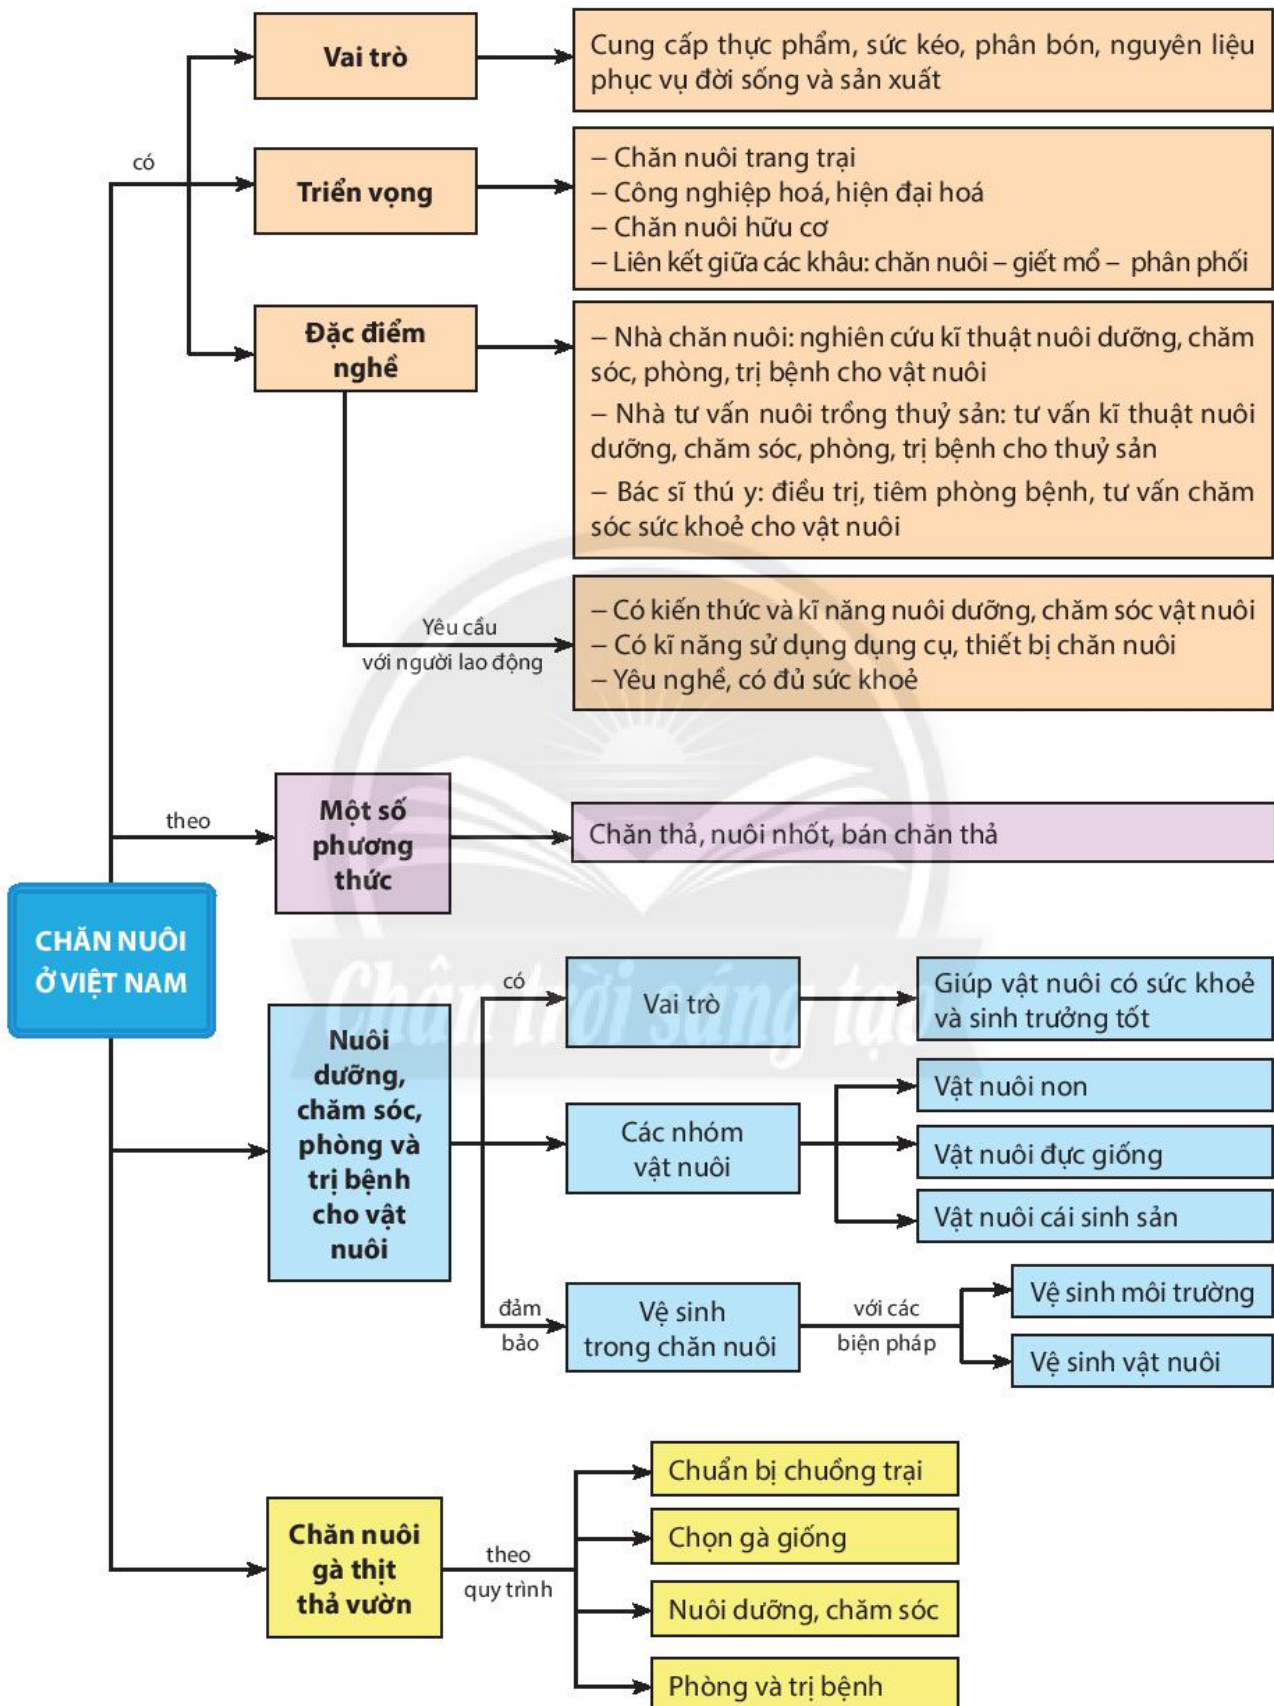 Vai trò
Cung cấp thực phẩm, sức kéo, phân bón, nguyên liệu
phục vụ đời sống và sản xuất
có
Triển vọng
– Chăn nuôi trang trại
– Công nghiệp hoá, hiện đại hoá
– Chăn nuôi hữu cơ
– Liên kết giữa các khâu: chăn nuôi – giết mổ – phân phối
Đặc điểm
nghề
– Nhà chăn nuôi: nghiên cứu kĩ thuật nuôi dưỡng, chăm
sóc, phòng, trị bệnh cho vật nuôi
– Nhà tư vấn nuôi trồng thuỷ sản: tư vấn kĩ thuật nuôi
dưỡng, chăm sóc, phòng, trị bệnh cho thuỷ sản
– Bác sĩ thú y: điều trị, tiêm phòng bệnh, tư vấn chăm
sóc sức khoẻ cho vật nuôi
Yêu cầu
với người lao động
– Có kiến thức và kĩ năng nuôi dưỡng, chăm sóc vật nuôi
– Có kĩ năng sử dụng dụng cụ, thiết bị chăn nuôi
– Yêu nghề, có đủ sức khoẻ
theo
Một số
phương
thức
Chăn thả, nuôi nhốt, bán chăn thả
CHĂN NUÔI
Ở VIỆT NAM
Chân trời sáng tạo
Nuôi
dưỡng,
chăm sóc,
phòng và
trị bệnh
cho vật
nuôi
có
Vai trò
Giúp vật nuôi có sức khoẻ
và sinh trưởng tốt
Các nhóm
vật nuôi
Vật nuôi non
Vật nuôi đực giống
Vật nuôi cái sinh sản
đảm
bảo
Vệ sinh
trong chăn nuôi
với các
biện pháp
Vệ sinh môi trường
Vệ sinh vật nuôi
Chăn nuôi
gà thịt
thả vườn
theo
quy trình
Chuẩn bị chuồng trại
Chọn gà giống
Nuôi dưỡng, chăm sóc
Phòng và trị bệnh